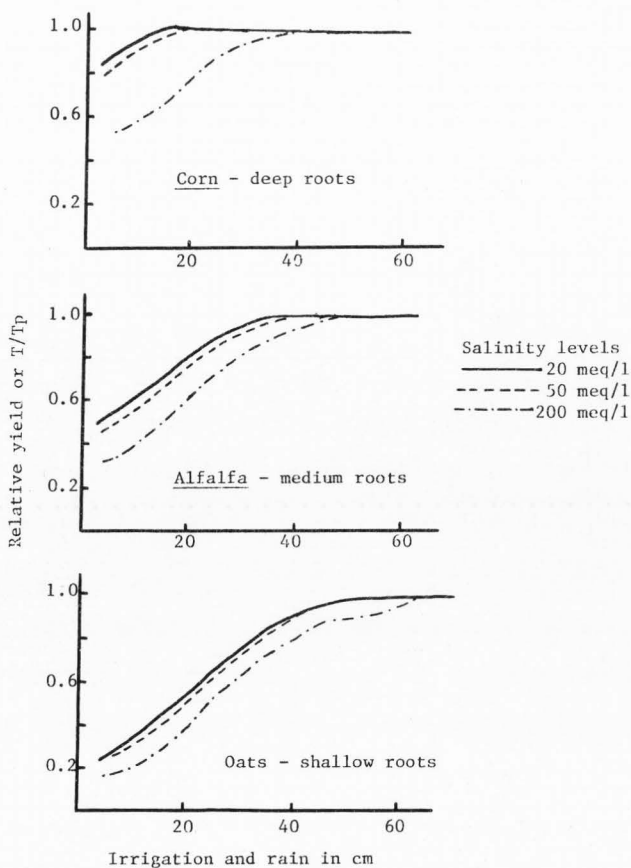 1.0
0.6
0.2
Corn - deep roots
20 40 60
1.0
0.6
0.2
Alfalfa - medium roots
20 40 60
Salinity levels
20 meq/l
50 meq/l
200 meq/l
Relative yield or T/Tp
1.0
0.6
0.2
Oats - shallow roots
20 40 60
Irrigation and rain in cm